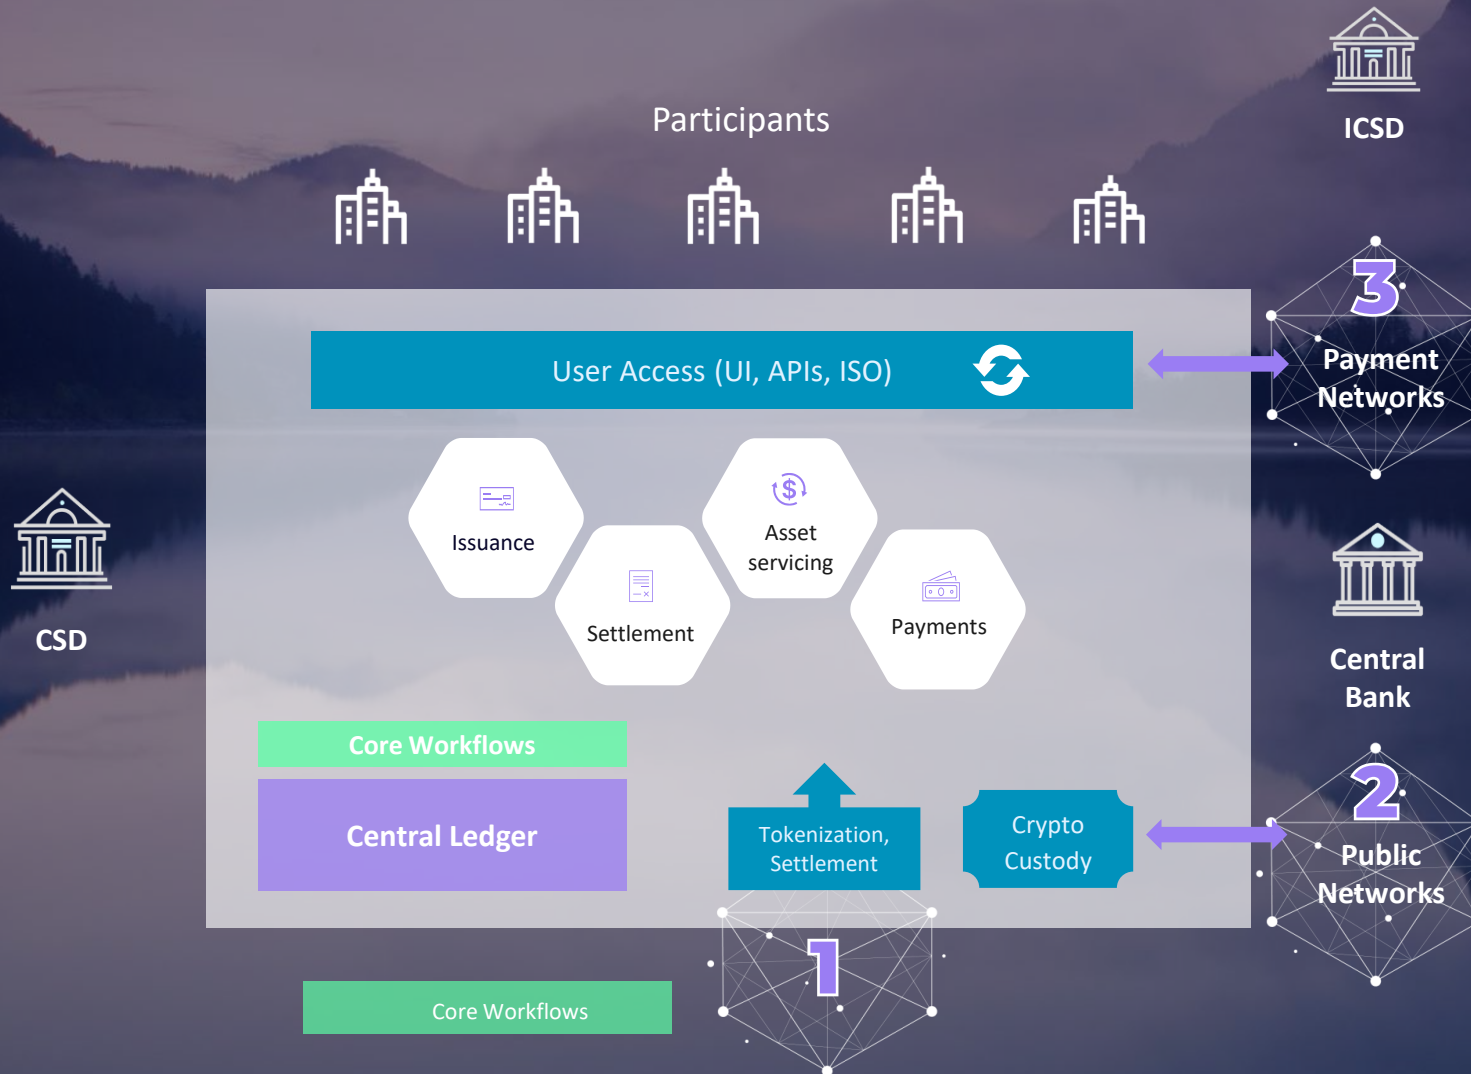 ICSD
Participants
3
Payment
Networks
User Access (UI, APIs, ISO)
Issuance
Asset
servicing
Settlement
Payments
CSD
Central
Bank
Core Workflows
Central Ledger
Tokenization,
Settlement
Crypto
Custody
2
Public
Networks
1
Core Workflows